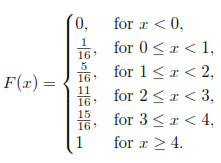 F(x) =
0, for x < 0,
1/16, for 0 ≤ x < 1,
5/16, for 1 ≤ x < 2,
11/16, for 2 ≤ x < 3,
15/16, for 3 ≤ x < 4,
1 for x ≥ 4.